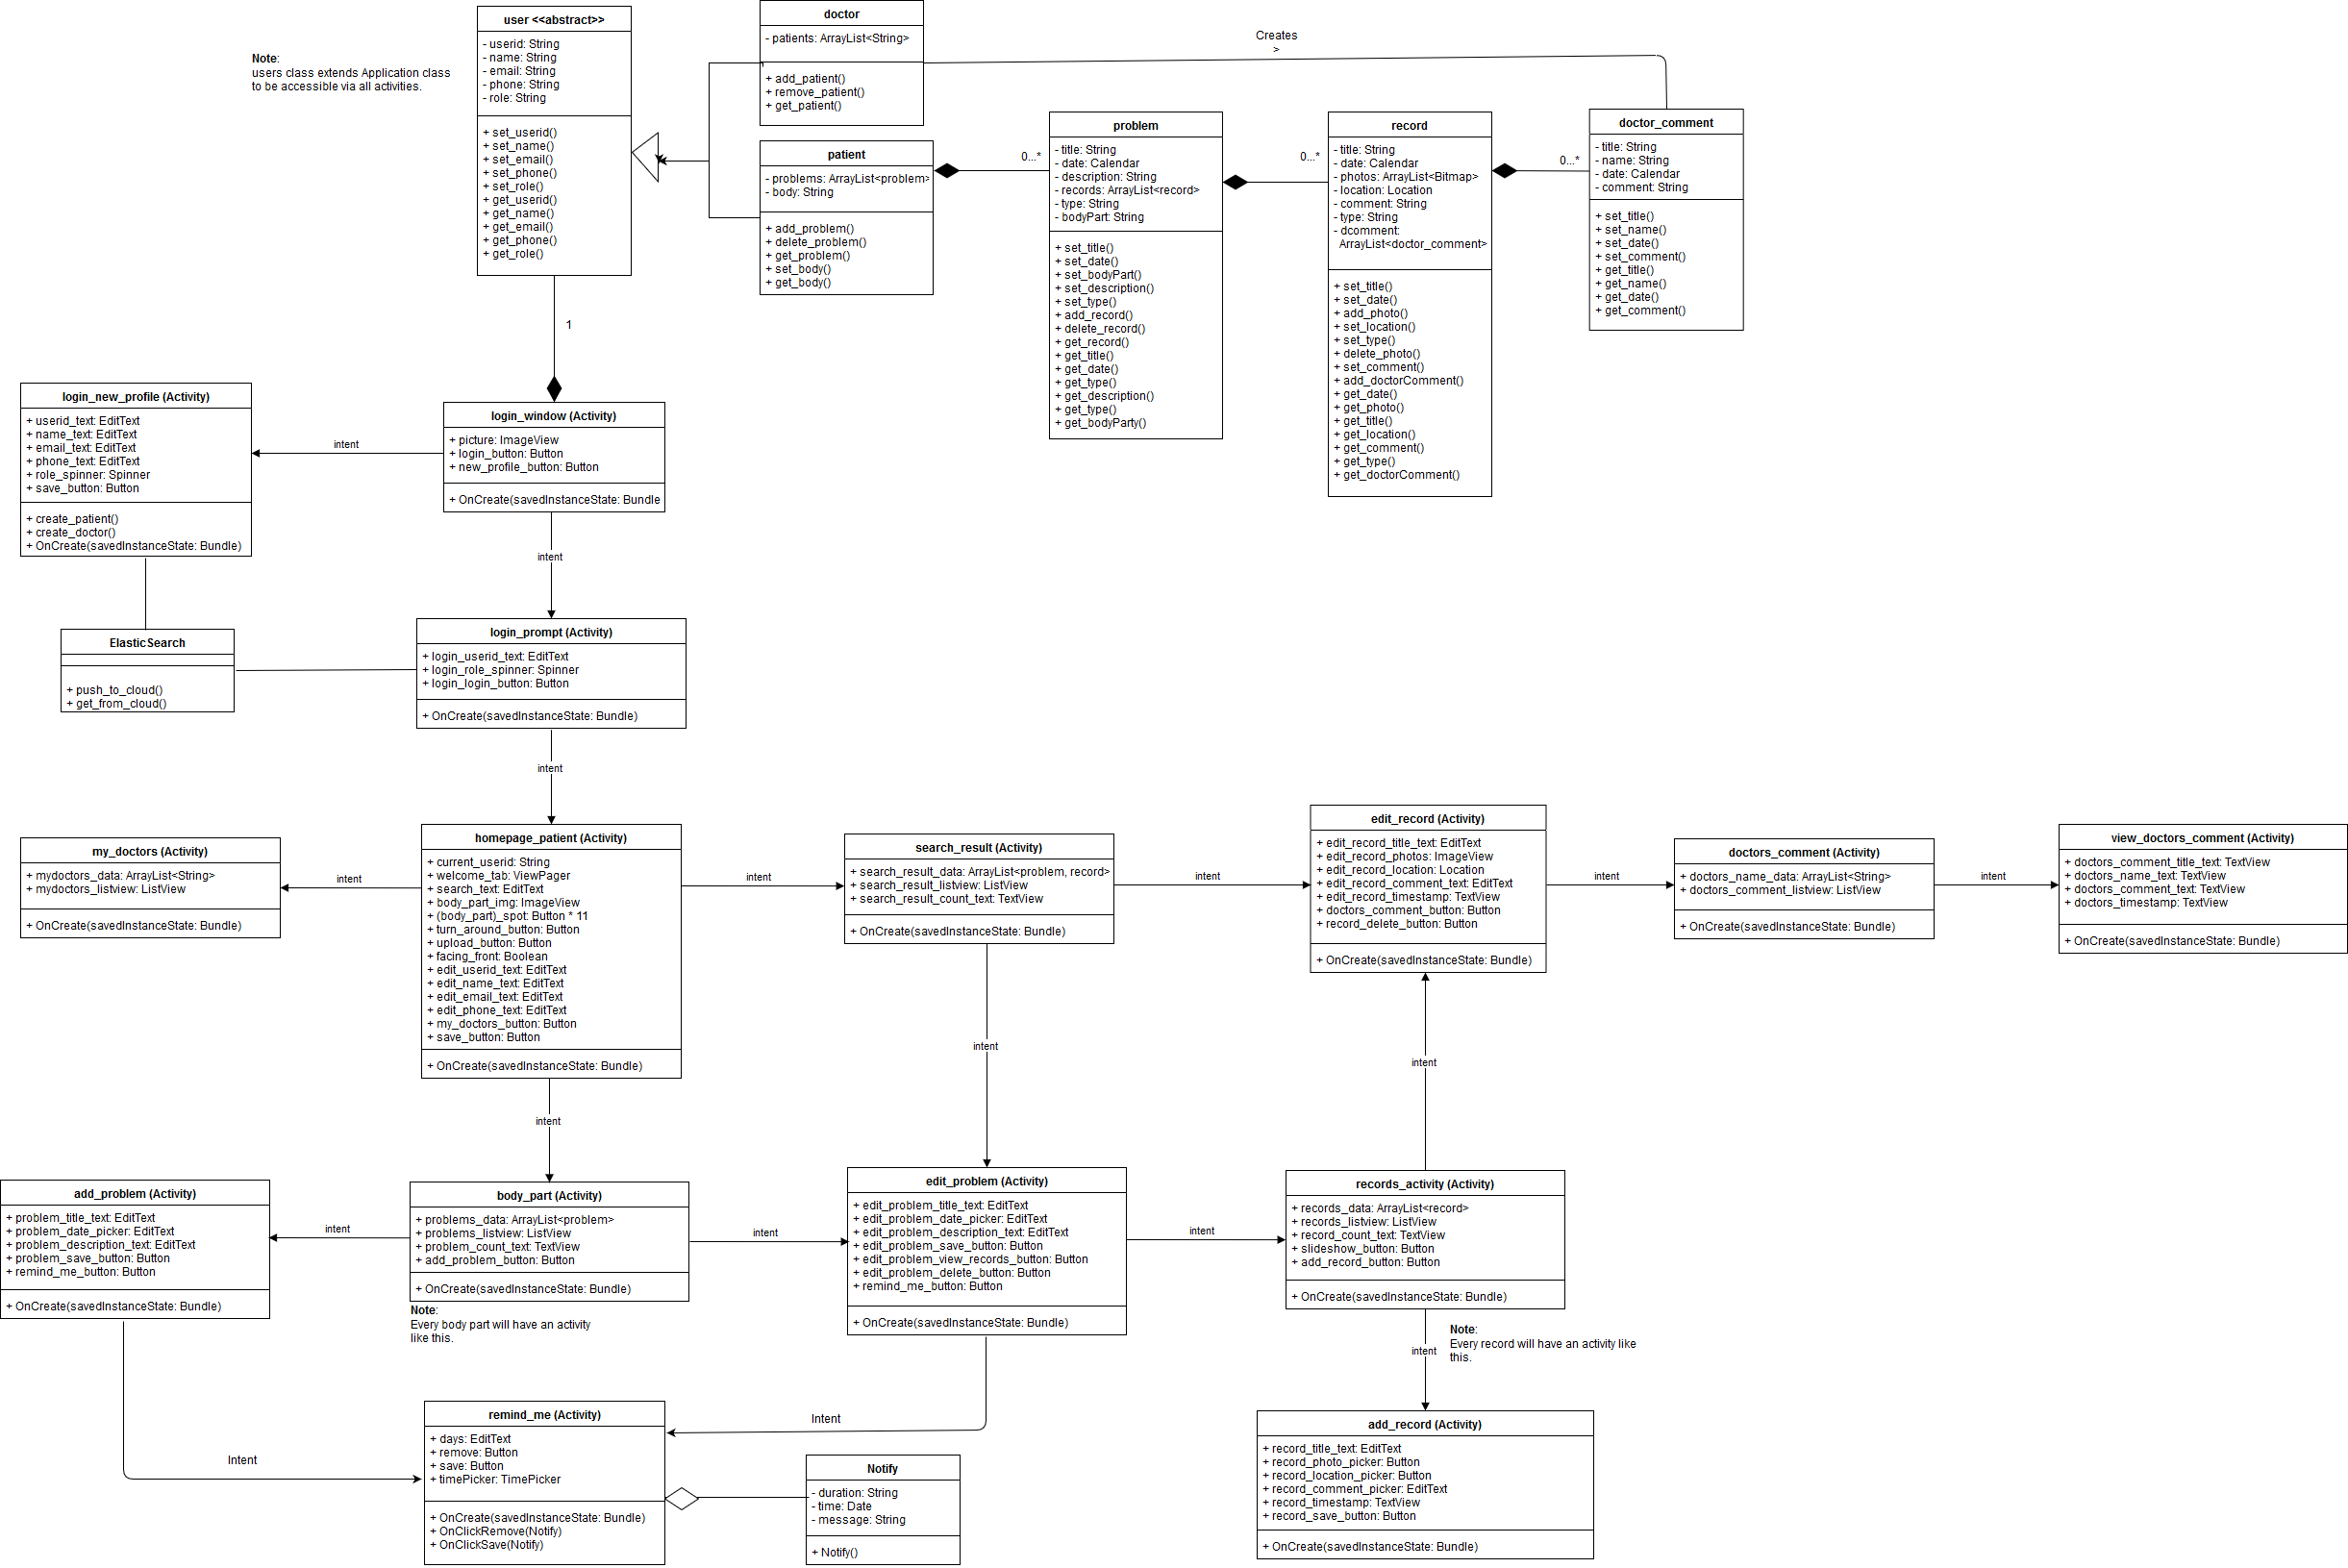 user <<abstract>>
- userid: String
- name: String
- email: String
- phone: String
- role: String
+ set_userid()
+ set_name()
+ set_email()
+ set_phone()
+ set_role()
+ get_userid()
+ get_name()
+ get_email()
+ get_phone()
+ get_role()
Note:
users class extends Application class
to be accessible via all activities.
doctor
- patients: ArrayList<String>
+ add_patient()
+ remove_patient()
+ get_patient()
Creates
>
patient
- problems: ArrayList<problem>
- body: String
+ add_problem()
+ delete_problem()
+ get_problem()
+ set_body()
+ get_body()
0...*
problem
- title: String
- date: Calendar
- description: String
- records: ArrayList<record>
- type: String
- bodyPart: String
+ set_title()
+ set_date()
+ set_bodyPart()
+ set_description()
+ set_type()
+ add_record()
+ delete_record()
+ get_record()
+ get_title()
+ get_date()
+ get_type()
+ get_description()
+ get_type()
+ get_bodyParty()
0...*
record
- title: String
- date: Calendar
- photos: ArrayList<Bitmap>
- location: Location
- comment: String
- type: String
- dcomment:
ArrayList<doctor_comment>
+ set_title()
+ set_date()
+ add_photo()
+ set_location()
+ set_type()
+ delete_photo()
+ set_comment()
+ add_doctorComment()
+ get_date()
+ get_photo()
+ get_title()
+ get_location()
+ get_comment()
+ get_type()
+ get_doctorComment()
0...*
doctor_comment
- title: String
- name: String
- date: Calendar
- comment: String
+ set_title()
+ set_name()
+ set_date()
+ set_comment()
+ get_title()
+ get_name()
+ get_date()
+ get_comment()
1
login_new_profile (Activity)
+ userid_text: EditText
+ name_text: EditText
+ email_text: EditText
+ phone_text: EditText
+ role_spinner: Spinner
+ save_button: Button
+ create_patient()
+ create_doctor()
+ OnCreate(savedInstanceState: Bundle)
intent
login_window (Activity)
+ picture: ImageView
+ login_button: Button
+ new_profile_button: Button
+ OnCreate(savedInstanceState: Bundle
intent
ElasticSearch
+ push_to_cloud()
+ get_from_cloud()
login_prompt (Activity)
+ login_userid_text: EditText
+ login_role_spinner: Spinner
+ login_login_button: Button
+ OnCreate(savedInstanceState: Bundle)
intent
my_doctors (Activity)
+ mydoctors_data: ArrayList<String>
+ mydoctors_listview: ListView
+ OnCreate(savedInstanceState: Bundle)
intent
homepage_patient (Activity)
+ current_userid: String
+ welcome_tab: ViewPager
+ search_text: EditText
+ body_part_img: ImageView
+ (body_part)_spot: Button * 11
+ turn_around_button: Button
+ upload_button: Button
+ facing_front: Boolean
+ edit_userid_text: EditText
+ edit_name_text: EditText
+ edit_email_text: EditText
+ edit_phone_text: EditText
+ my_doctors_button: Button
+ save_button: Button
+ OnCreate(savedInstanceState: Bundle)
intent
search_result (Activity)
+ search_result_data: ArrayList<problem, record>
+ search_result_listview: ListView
+ search_result_count_text: TextView
+ OnCreate(savedInstanceState: Bundle)
intent
edit_record (Activity)
+ edit_record_title_text: EditText
+ edit_record_photos: ImageView
+ edit_record_location: Location
+ edit_record_comment_text: EditText
+ edit_record_timestamp: TextView
+ doctors_comment_button: Button
+ record_delete_button: Button
+ OnCreate(savedInstanceState: Bundle)
intent
doctors_comment (Activity)
+ doctors_name_data: ArrayList<String>
+ doctors_comment_listview: ListView
+ OnCreate(savedInstanceState: Bundle)
intent
view_doctors_comment (Activity)
+ doctors_comment_title_text: TextView
+ doctors_name_text: TextView
+ doctors_comment_text: TextView
+ doctors_timestamp: TextView
+ OnCreate(savedInstanceState: Bundle)
intent
intent
intent
add_problem (Activity)
+ problem_title_text: EditText
+ problem_date_picker: EditText
+ problem_description_text: EditText
+ problem_save_button: Button
+ remind_me_button: Button
+ OnCreate(savedInstanceState: Bundle)
intent
body_part (Activity)
+ problems_data: ArrayList<problem>
+ problems_listview: ListView
+ problem_count_text: TextView
+ add_problem_button: Button
+ OnCreate(savedInstanceState: Bundle)
Note:
Every body part will have an activity
like this.
intent
edit_problem (Activity)
+ edit_problem_title_text: EditText
+ edit_problem_date_picker: EditText
+ edit_problem_description_text: EditText
+ edit_problem_save_button: Button
+ edit_problem_view_records_button: Button
+ edit_problem_delete_button: Button
+ remind_me_button: Button
+ OnCreate(savedInstanceState: Bundle)
intent
records_activity (Activity)
+ records_data: ArrayList<record>
+ records_listview: ListView
+ record_count_text: TextView
+ slideshow_button: Button
+ add_record_button: Button
+ OnCreate(savedInstanceState: Bundle)
Note:
Every record will have an activity like
this.
intent
Intent
Intent
remind_me (Activity)
+ days: EditText
+ remove: Button
+ save: Button
+ timePicker: TimePicker
+ OnCreate(savedInstanceState: Bundle)
+ OnClickRemove(Notify)
+ OnClickSave(Notify)
Notify
- duration: String
- time: Date
- message: String
+ Notify()
add_record (Activity)
+ record_title_text: EditText
+ record_photo_picker: Button
+ record_location_picker: Button
+ record_comment_picker: EditText
+ record_timestamp: TextView
+ record_save_button: Button
+ OnCreate(savedInstanceState: Bundle)